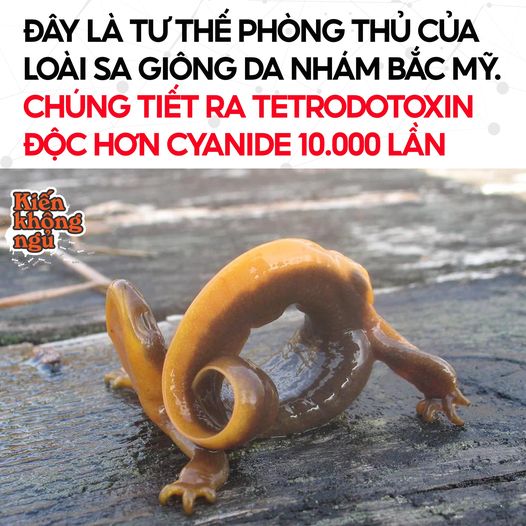 ĐÂY LÀ TƯ THẾ PHÒNG THỦ CỦA
LOÀI SA GIÔNG DA NHÁM BẮC MỸ.
CHÚNG TIẾT RA TETRODOTOXIN
ĐỘC HƠN CYANIDE 10.000 LẦN
Kiến
không
ngủ